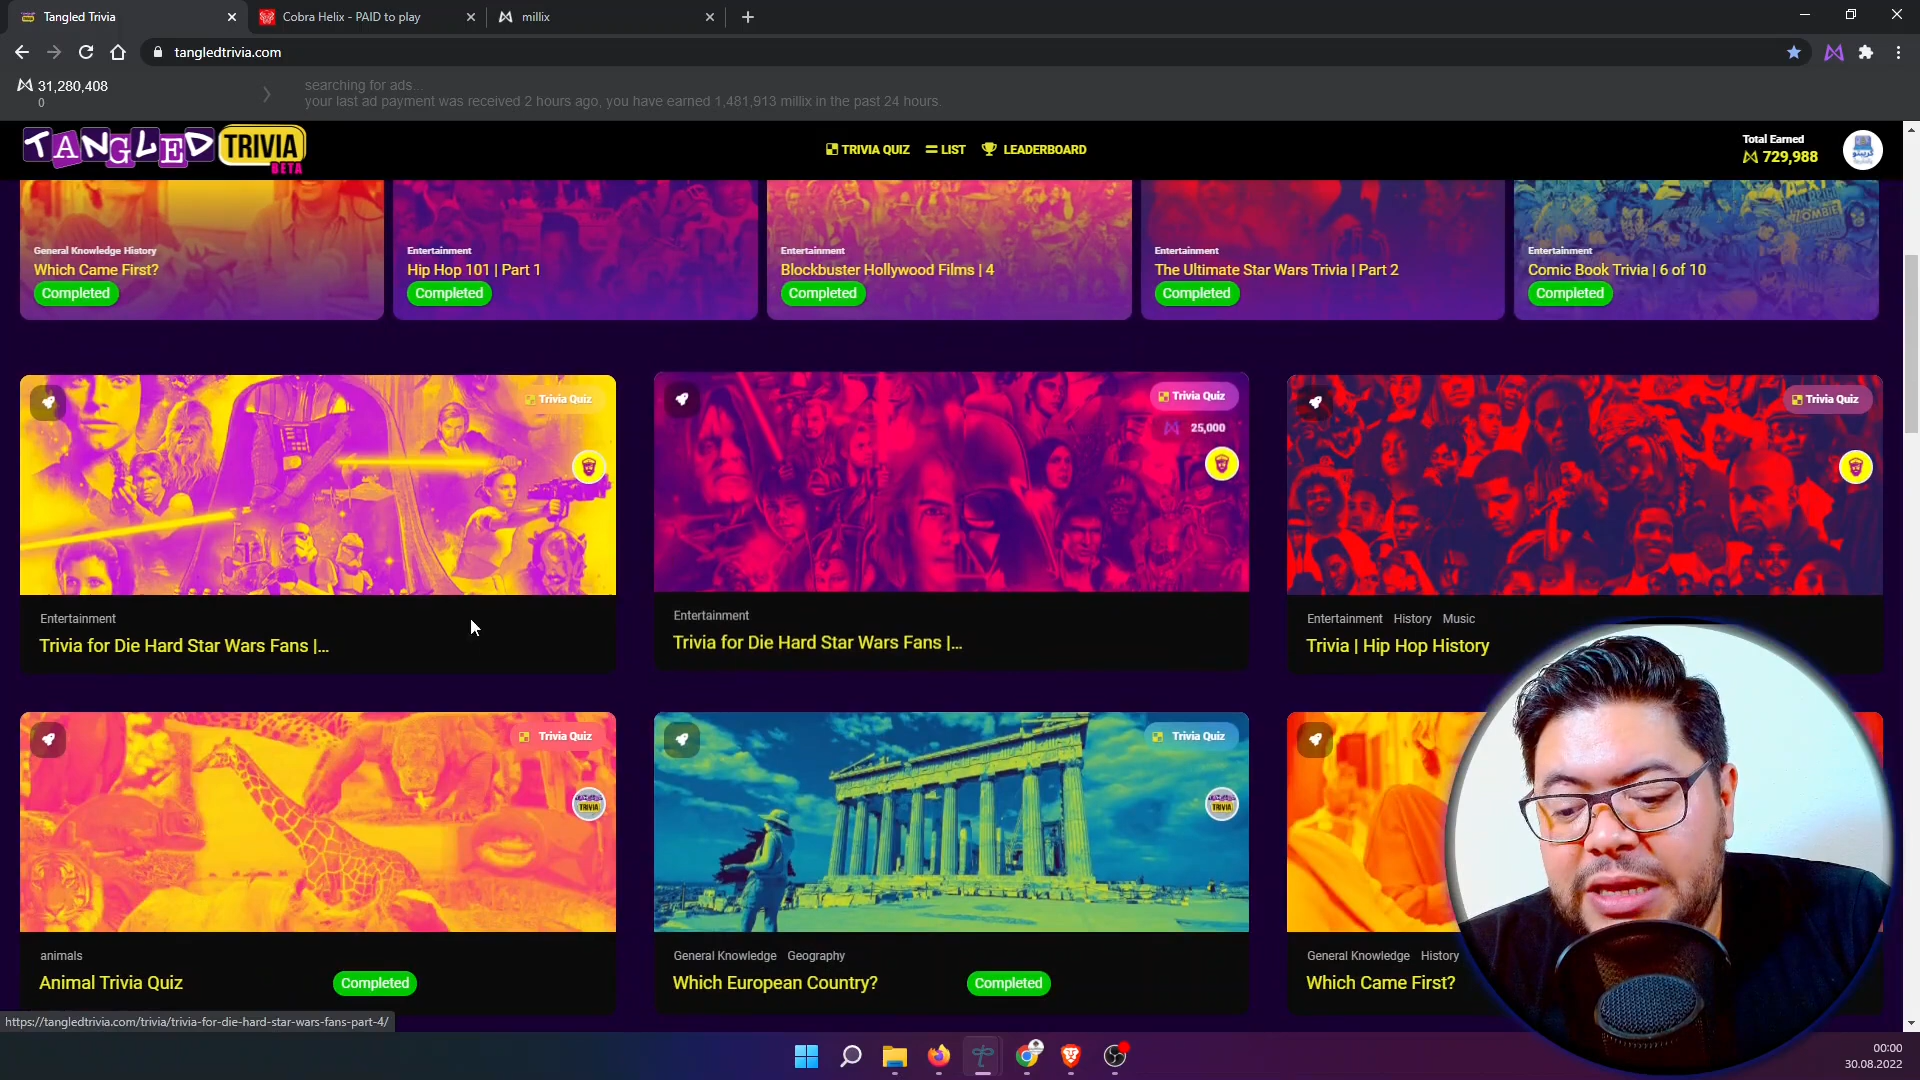 Tangled Trivia
Cobra Helix - PAID to play
millix
tangledtrivia.com
31,280,408
0
searching for ads...
your last ad payment was received 2 hours ago, you have earned 1,481,913 millix in the past 24 hours.
TANGLED TRIVIA
BETA
TRIVIA QUIZ
LIST
LEADERBOARD
Total Earned
729,988
General Knowledge History
Which Came First?
Completed
Entertainment
Hip Hop 101 | Part 1
Completed
Entertainment
Blockbuster Hollywood Films | 4
Completed
Entertainment
The Ultimate Star Wars Trivia | Part 2
Completed
ZOMBIE
Entertainment
Comic Book Trivia | 6 of 10
Completed
Trivia Quiz
Entertainment
Trivia for Die Hard Star Wars Fans |...
Trivia Quiz
25,000
Entertainment
Trivia for Die Hard Star Wars Fans |...
Trivia Quiz
Entertainment History Music
Trivia | Hip Hop History
Trivia Quiz
TRIVIA
animals
Animal Trivia Quiz
Completed
Trivia Quiz
TRIVIA
General Knowledge Geography
Which European Country?
Completed
General Knowledge History
Which Came First?
https://tangledtrivia.com/trivia/trivia-for-die-hard-star-wars-fans-part-4/
00:00
30.08.2022